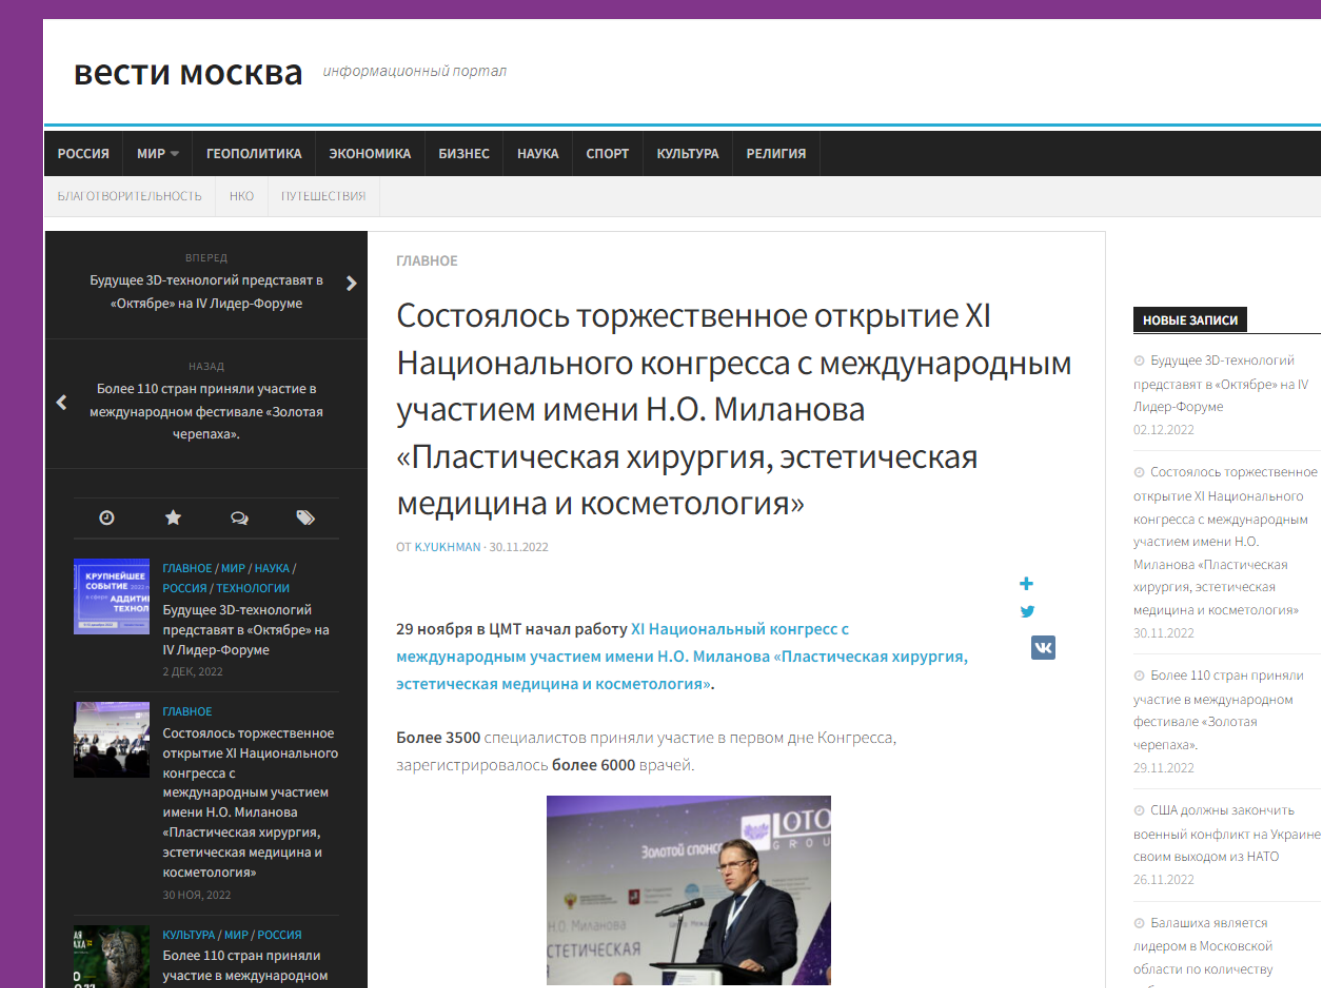 вести москва
информационный портал
РОССИЯ МИР ГЕОПОЛИТИКА ЭКОНОМИКА БИЗНЕС НАУКА СПОРТ КУЛЬТУРА РЕЛИГИЯ
БЛАГОТВОРИТЕЛЬНОСТЬ НКО ПУТЕШЕСТВИЯ
ВПЕРЕД
Будущее 3D-технологий представят в
«Октябре» на IV Лидер-Форуме
НАЗАД
Более 110 стран приняли участие в
международном фестивале «Золотая
черепаха».
КРУПНЕЙШЕЕ
СОБЫТИЕ
АДДИТИ
ТЕХНОЛ
ГЛАВНОЕ / МИР / НАУКА /
РОССИЯ / ТЕХНОЛОГИИ
Будущее 3D-технологий
представят в «Октябре» на
IV Лидер-Форуме
2 ДЕК, 2022
ГЛАВНОЕ
Состоялось торжественное
открытие XI Национального
конгресса с
международным участием
имени Н.О. Миланова
«Пластическая хирургия,
эстетическая медицина и
косметология»
30 НОЯ, 2022
КУЛЬТУРА / МИР / РОССИЯ
Более 110 стран приняли
участие в международном
ГЛАВНОЕ
Состоялось торжественное открытие XI
Национального конгресса с международным
участием имени Н.О. Миланова
«Пластическая хирургия, эстетическая
медицина и косметология»
ОТ K.YUKHMAN · 30.11.2022
29 ноября в ЦМТ начал работу XI Национальный конгресс с
международным участием имени Н.О. Миланова «Пластическая хирургия,
эстетическая медицина и косметология».
Более 3500 специалистов приняли участие в первом дне Конгресса,
зарегистрировалось более 6000 врачей.
LOTO
GROU
Золотой спонсо
Н.О. Миланова
СТЕТИЧЕСКАЯ
НОВЫЕ ЗАПИСИ
Будущее 3D-технологий
представят в «Октябре» на IV
Лидер-Форуме
02.12.2022
Состоялось торжественное
открытие XI Национального
конгресса с международным
участием имени Н.О.
Миланова «Пластическая
хирургия, эстетическая
медицина и косметология»
30.11.2022
Более 110 стран приняли
участие в международном
фестивале «Золотая
черепаха».
29.11.2022
США должны закончить
военный конфликт на Украине
своим выходом из НАТО
26.11.2022
Балашиха является
лидером в Московской
области по количеству